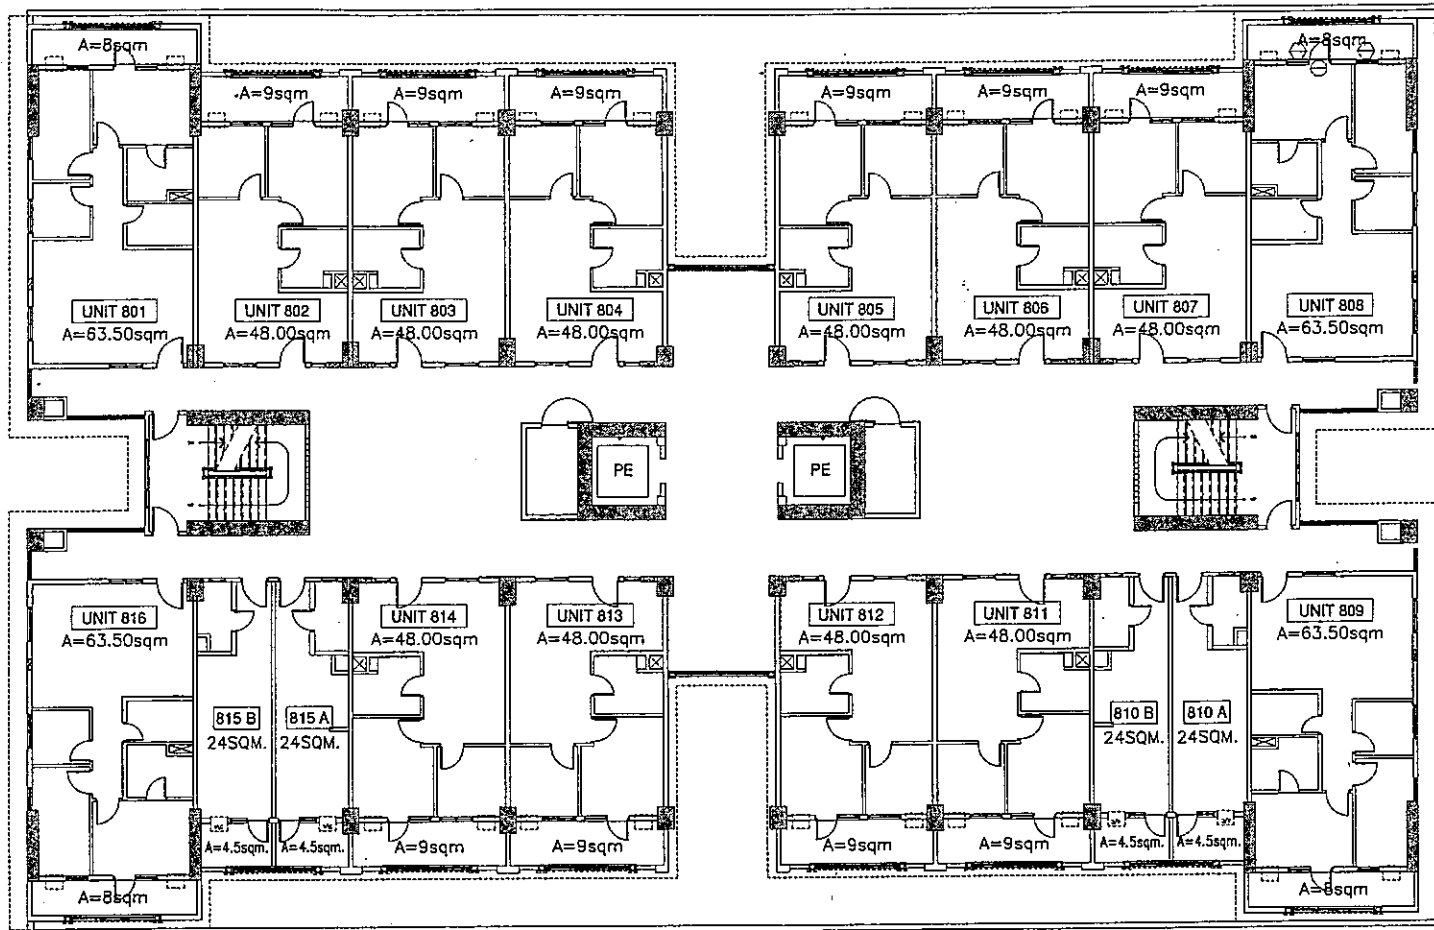 A=8sqm
A=8sqm
A=9sqm
A=9sqm
A=9sqm
A=9sqm
A=9sqm
A=9sqm
UNIT 801
A=63.50sqm
UNIT 802
A=48.00sqm
UNIT 803
A=48.00sqm
UNIT 804
A=48.00sqm
UNIT 805
A=48.00sqm
UNIT 806
A=48.00sqm
UNIT 807
A=48.00sqm
UNIT 808
A=63.50sqm
PE
PE
UNIT 816
A=63.50sqm
815 B
24SQM.
815 A
24SQM.
UNIT 814
A=48.00sqm
UNIT 813
A=48.00sqm
UNIT 812
A=48.00sqm
UNIT 811
A=48.00sqm
810 B
24SQM.
810 A
24SQM.
UNIT 809
A=63.50sqm
A=4.5sqm.
A=4.5sqm.
A=9sqm
A=9sqm
A=9sqm
A=9sqm
A=4.5sqm.
A=4.5sqm.
A=8sqm
A=8sqm